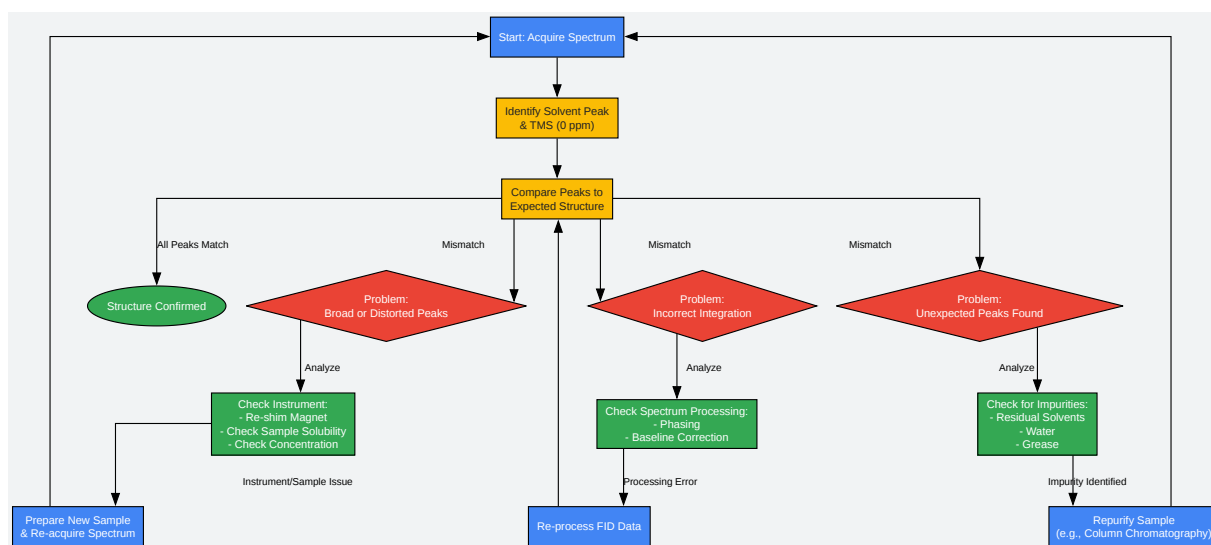 Start: Acquire Spectrum
Identify Solvent Peak
& TMS (0 ppm)
Compare Peaks to
Expected Structure
All Peaks Match
Mismatch
Mismatch
Mismatch
Structure Confirmed
Problem:
Broad or Distorted Peaks
Problem:
Incorrect Integration
Problem:
Unexpected Peaks Found
Analyze
Analyze
Analyze
Check Instrument:
- Re-shim Magnet
- Check Sample Solubility
- Check Concentration
Check Spectrum Processing:
- Phasing
- Baseline Correction
Check for Impurities:
- Residual Solvents
- Water
- Grease
Instrument/Sample Issue
Processing Error
Impurity Identified
Prepare New Sample
& Re-acquire Spectrum
Re-process FID Data
Repurify Sample
(e.g., Column Chromatography)